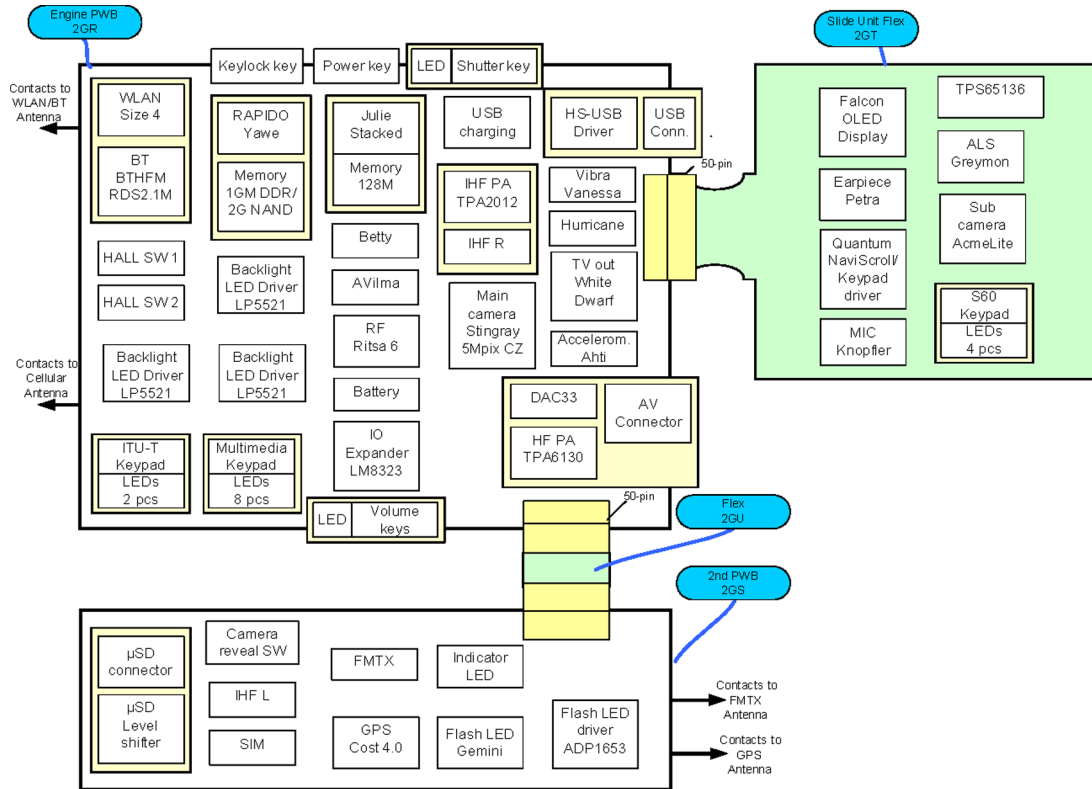 Engine PWB
2GR
Slide Unit Flex
2GT
Keylock key
Power key
LED
Shutter key
Contacts to
WLAN/BT
Antenna
WLAN
Size 4
BT
BTHFM
RDS2.1M
RAPIDO
Yawe
Memory
1GM DDR/
2G NAND
Julie
Stacked
Memory
128M
USB
charging
HS-USB
Driver
USB
Conn.
50-pin
IHF PA
TPA2012
IHF R
Vibra
Vanessa
Hurricane
TV out
White
Dwarf
Accelerom.
Ahti
HALL SW1
HALL SW2
Backlight
LED Driver
LP5521
Betty
AVilma
RF
Ritsa 6
Battery
IO
Expander
LM8323
Main
camera
Stingray
5Mpix CZ
Contacts to
Cellular
Antenna
Backlight
LED Driver
LP5521
Backlight
LED Driver
LP5521
ITU-T
Keypad
LEDs
2 pcs
Multimedia
Keypad
LEDs
8 pcs
DAC33
HF PA
TPA6130
AV
Connector
LED
Volume
keys
50-pin
Falcon
OLED
Display
TPS65136
ALS
Greymon
Earpiece
Petra
Sub
camera
AcmeLite
Quantum
NaviScroll/
Keypad
driver
MIC
Knopfler
S60
Keypad
LEDs
4 pcs
Flex
2GU
2nd PWB
2GS
µSD
connector
µSD
Level
shifter
Camera
reveal SW
IHF L
SIM
FMTX
GPS
Cost 4.0
Indicator
LED
Flash LED
Gemini
Flash LED
driver
ADP1653
Contacts to
FMTX
Antenna
Contacts to
GPS
Antenna